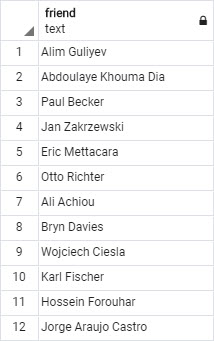 friend
text
1 Alim Guliyev
2 Abdoulaye Khouma Dia
3 Paul Becker
4 Jan Zakrzewski
5 Eric Mettacara
6 Otto Richter
7 Ali Achiou
8 Bryn Davies
9 Wojciech Ciesla
10 Karl Fischer
11 Hossein Forouhar
12 Jorge Araujo Castro